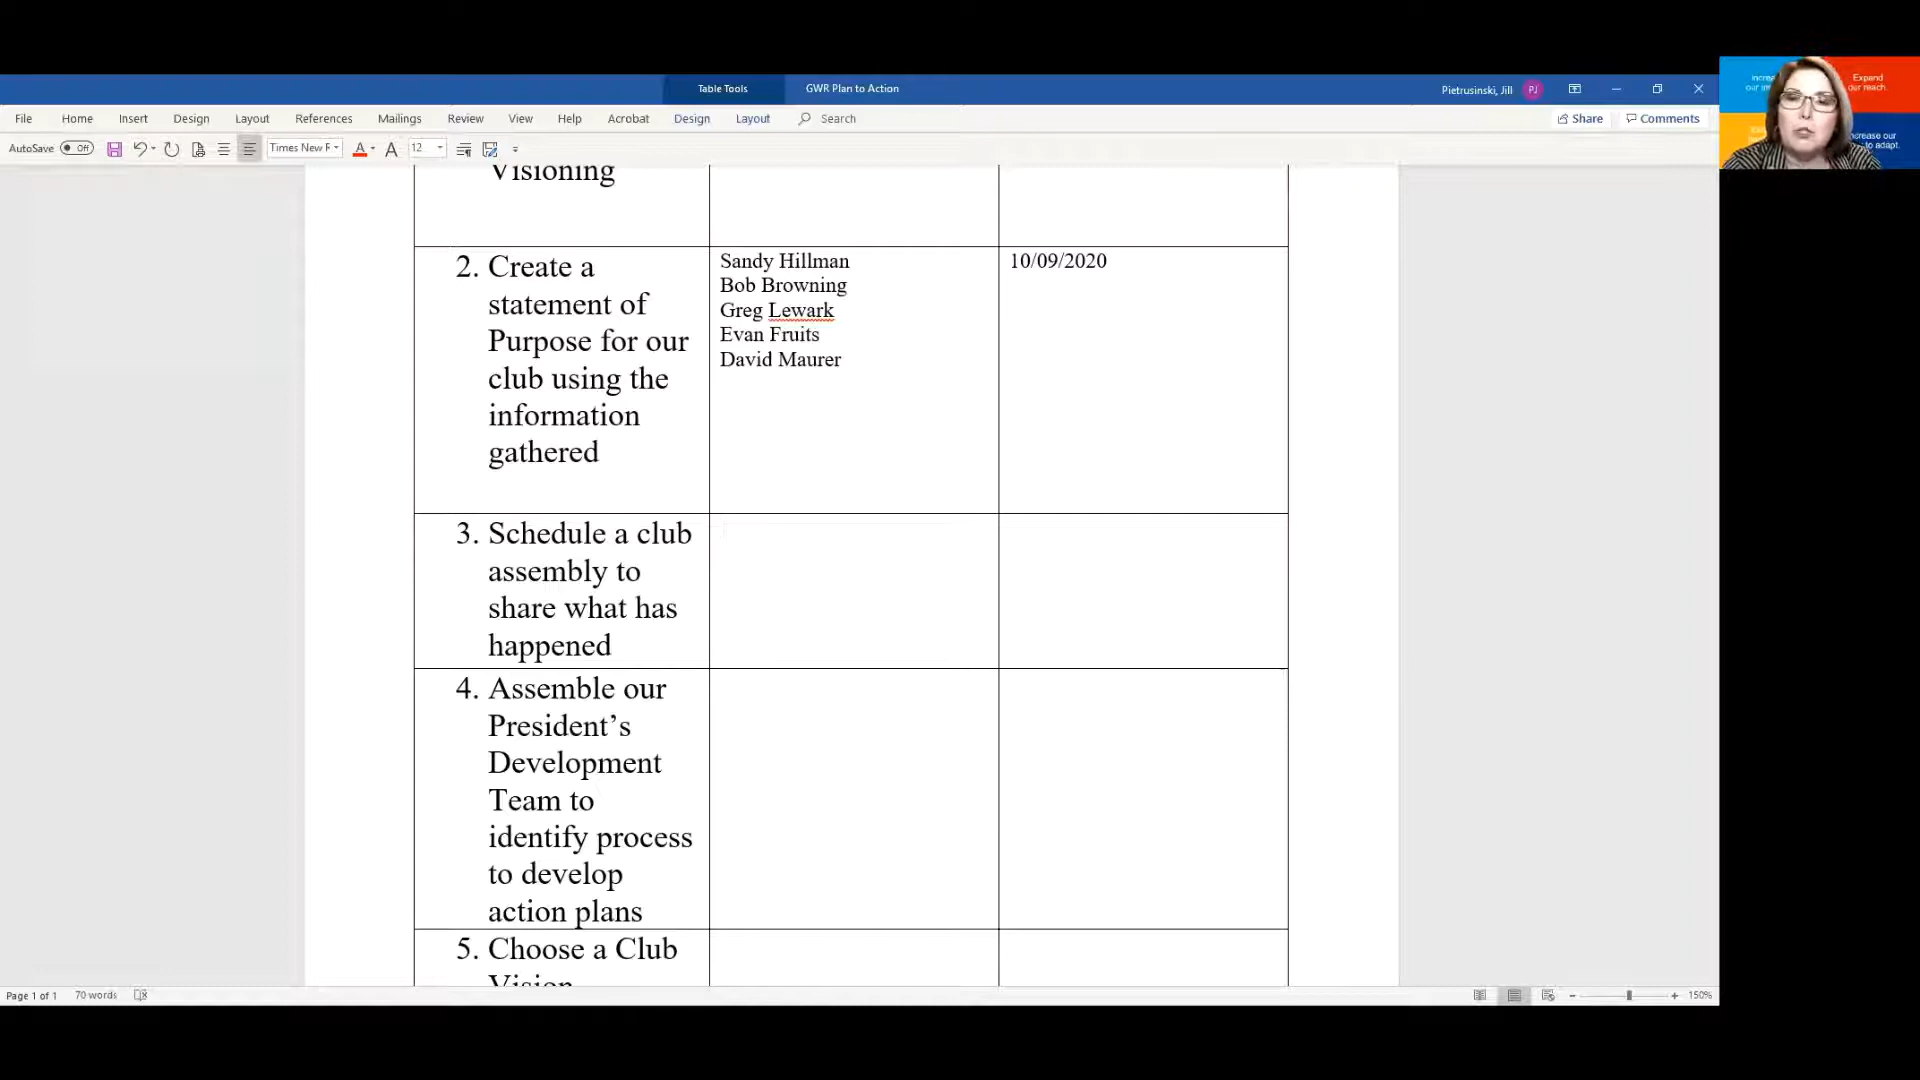 Table Tools
GWR Plan to Action
Pietrusinski, Jill
PJ
File Home Insert Design Layout References Mailings Review View Help Acrobat Design Layout Search
Share Comments
AutoSave Off
Times New F
12
Visioning
2. Create a
statement of
Purpose for our
club using the
information
gathered
Sandy Hillman
Bob Browning
Greg Lewark
Evan Fruits
David Maurer
10/09/2020
3. Schedule a club
assembly to
share what has
happened
4. Assemble our
President’s
Development
Team to
identify process
to develop
action plans
5. Choose a Club
Vision
Page 1 of 1 70 words
150%
Expand
our reach.
to adapt.